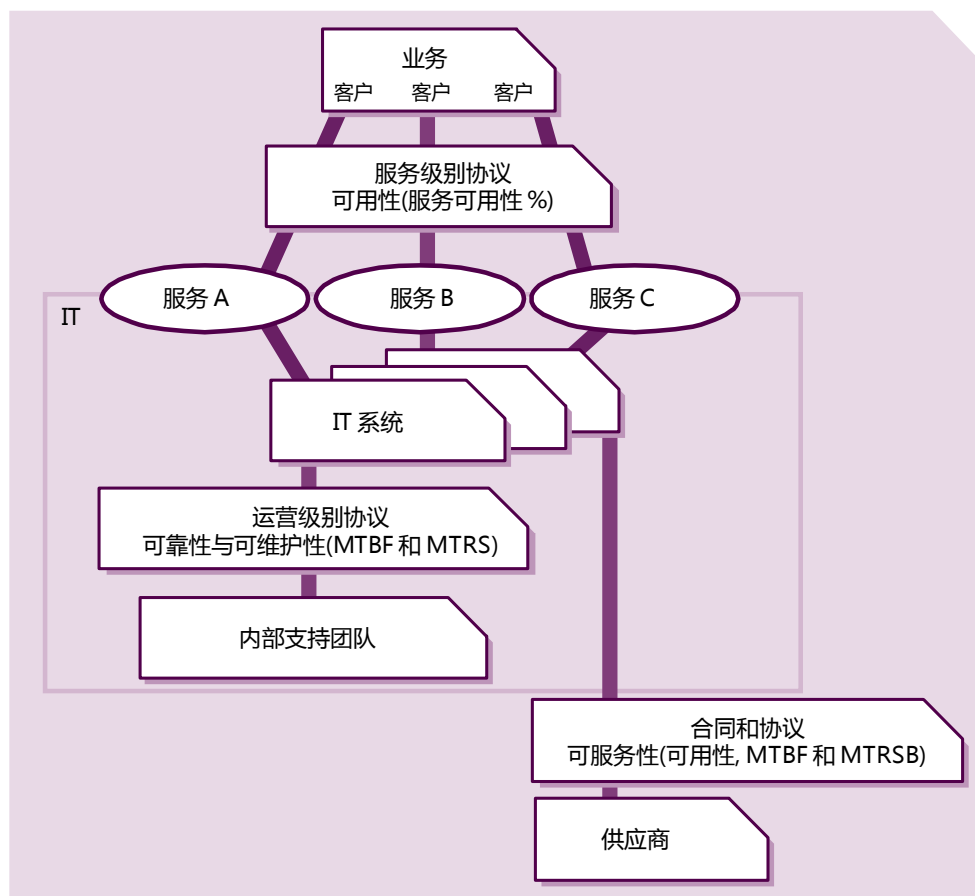 业务
客户 客户 客户
服务级别协议
可用性(服务可用性 %)
服务 A 服务 B 服务 C
IT
IT 系统
运营级别协议
可靠性与可维护性(MTBF 和 MTRS)
内部支持团队
合同和协议
可服务性(可用性, MTBF 和 MTRSB)
供应商